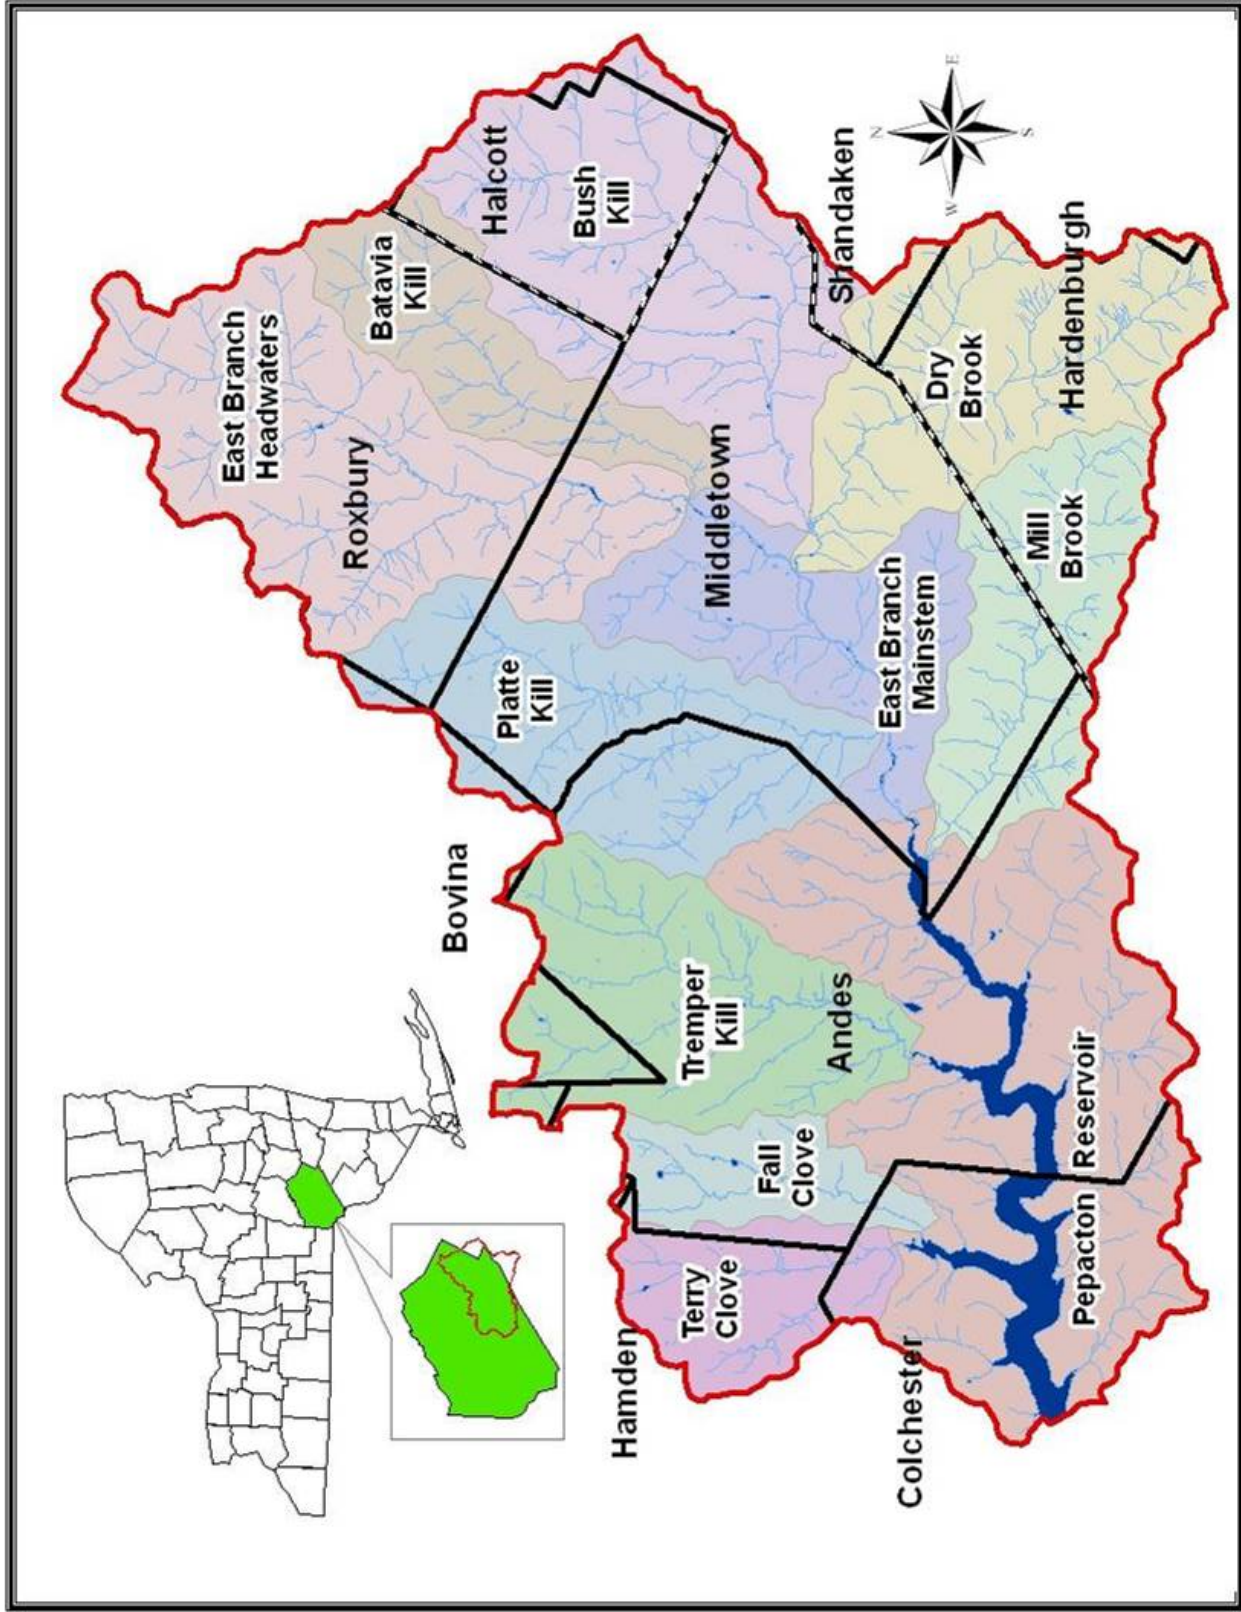 East Branch
Headwaters
Roxbury
Batavia
Kill
Halcott
Bush
Kill
Bovina
Platte
Kill
Middletown
Shandaken
N
E
S
W
Hamden
Terry
Clove
Fall
Clove
Tremper
Kill
Andes
East Branch
Mainstem
Dry
Brook
Mill
Brook
Hardenburgh
Colchester
Pepacton Reservoir